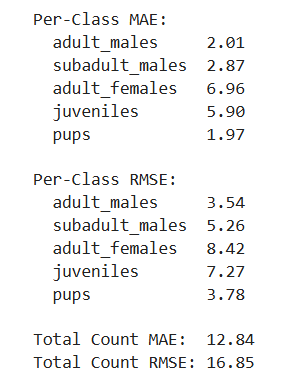 Per-Class MAE:
  adult_males     2.01
  subadult_males  2.87
  adult_females   6.96
  juveniles       5.90
  pups            1.97

Per-Class RMSE:
  adult_males     3.54
  subadult_males  5.26
  adult_females   8.42
  juveniles       7.27
  pups            3.78

Total Count MAE:  12.84
Total Count RMSE: 16.85